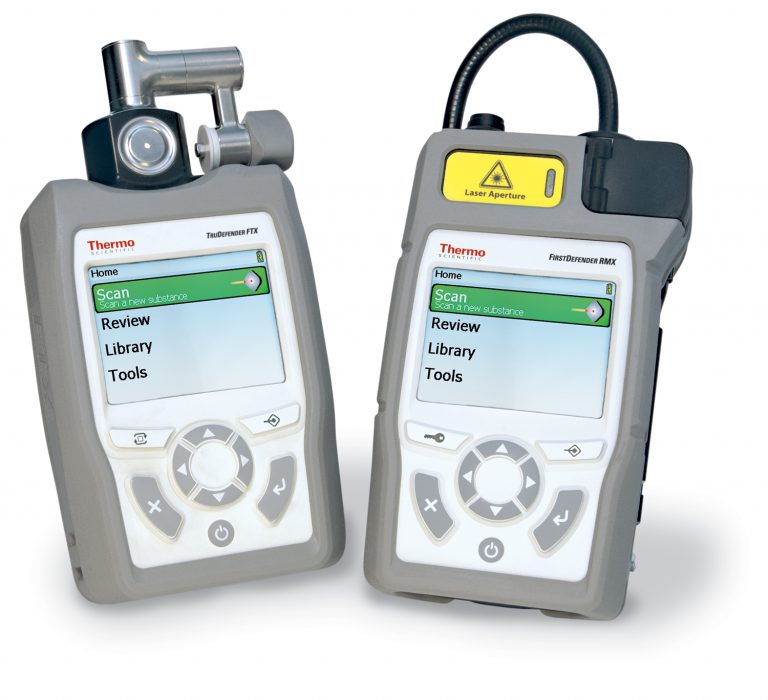 Thermo
SCIENTIFIC
TRUDEFENDER FTX
Home
Scan
Scan a new substance
Review
Library
Tools
Laser Aperture
Thermo
SCIENTIFIC
FIRSTDEFENDER RMX
Home
Scan
Scan a new substance
Review
Library
Tools